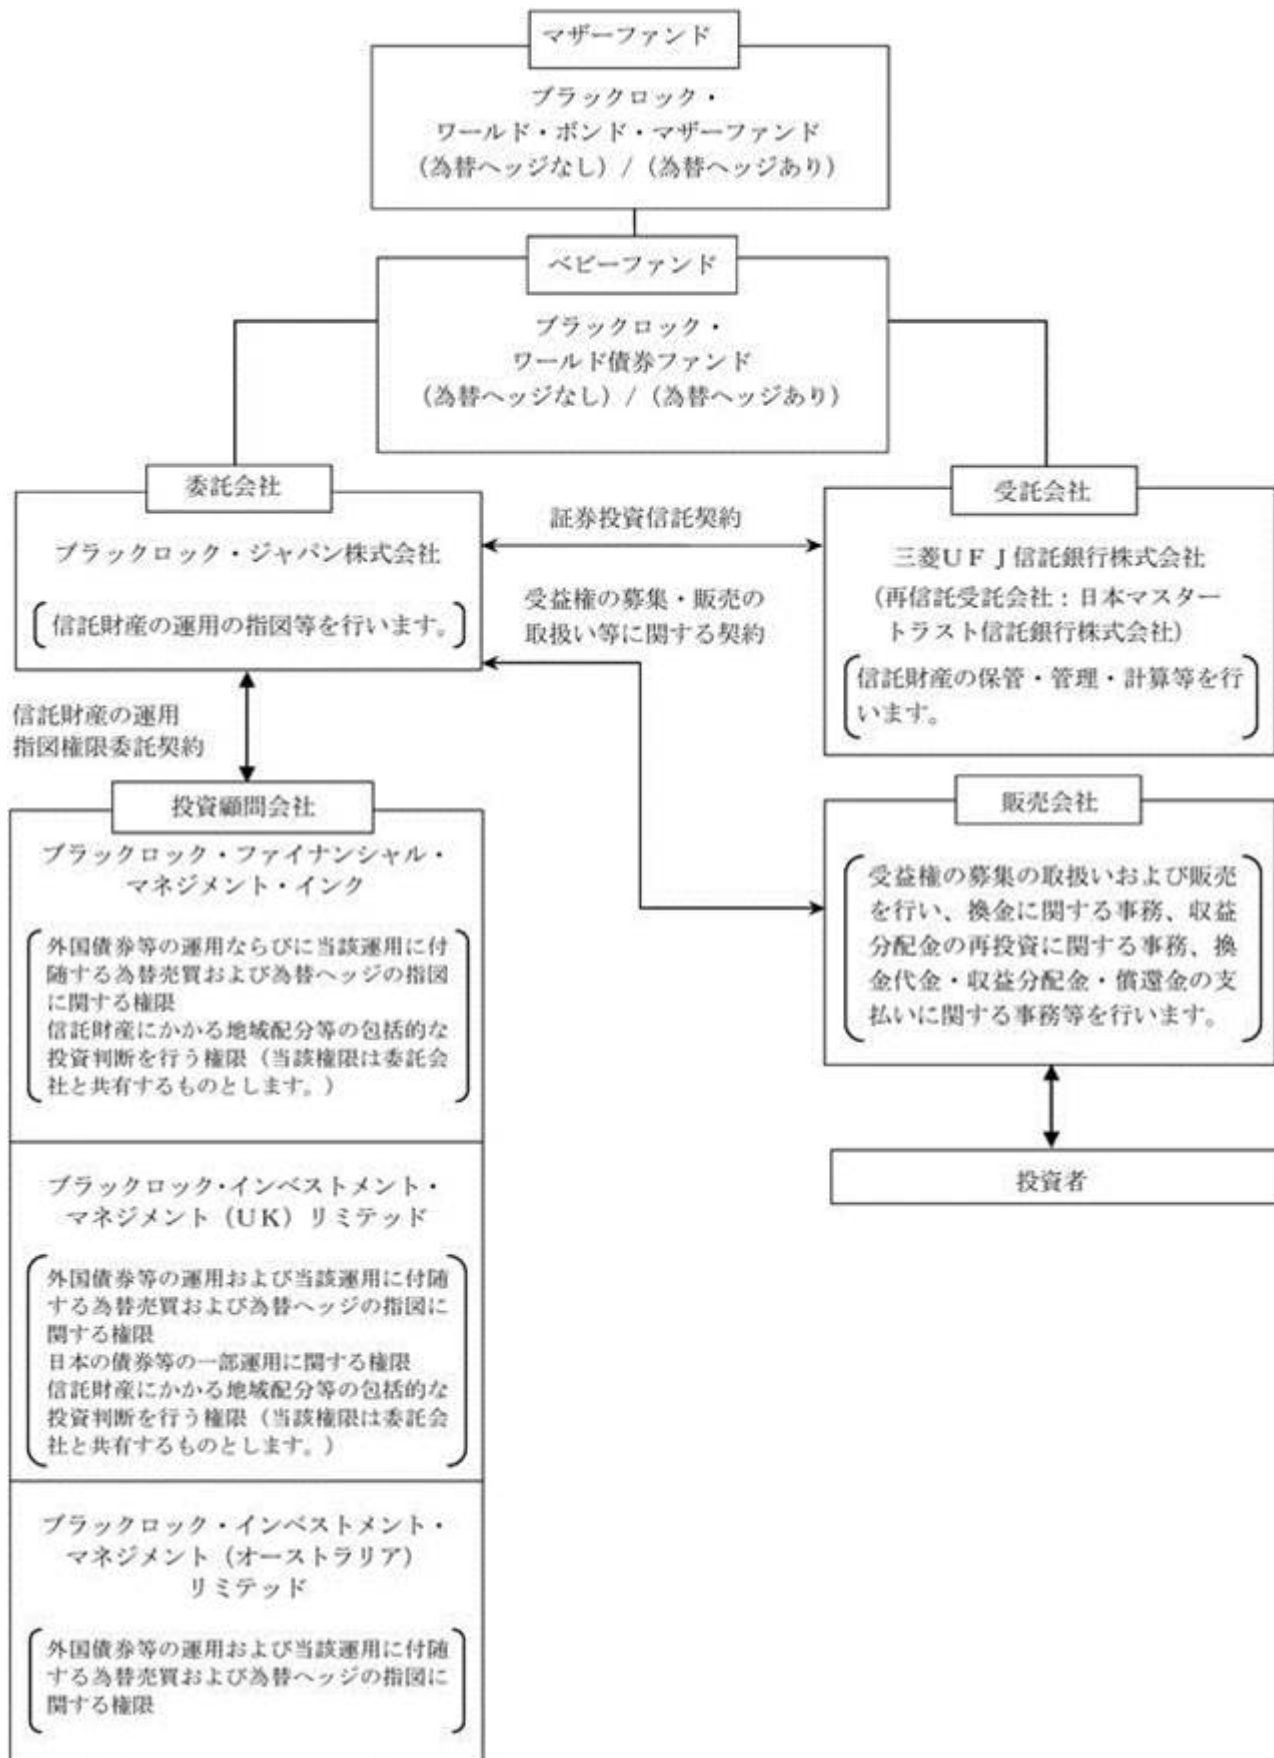 マザーファンド
ブラックロック・
ワールド・ボンド・マザーファンド
(為替ヘッジなし) / (為替ヘッジあり)
ベビーファンド
ブラックロック・
ワールド債券ファンド
(為替ヘッジなし) / (為替ヘッジあり)
委託会社
ブラックロック・ジャパン株式会社
信託財産の運用の指図等を行います。
証券投資信託契約
受益権の募集・販売の
取扱い等に関する契約
受託会社
三菱UFJ信託銀行株式会社
(再信託受託会社：日本マスター
トラスト信託銀行株式会社)
信託財産の保管・管理・計算等を行
います。
信託財産の運用
指図権限委託契約
投資顧問会社
ブラックロック・ファイナンシャル・
マネジメント・インク
外国債券等の運用ならびに当該運用に付
随する為替売買および為替ヘッジの指図
に関する権限
信託財産にかかる地域配分等の包括的な
投資判断を行う権限（当該権限は委託会
社と共有するものとします。）
ブラックロック・インベストメント・
マネジメント（UK）リミテッド
外国債券等の運用および当該運用に付随
する為替売買および為替ヘッジの指図に
関する権限
日本の債券等の一部運用に関する権限
信託財産にかかる地域配分等の包括的な
投資判断を行う権限（当該権限は委託会
社と共有するものとします。）
ブラックロック・インベストメント・
マネジメント（オーストラリア）
リミテッド
外国債券等の運用および当該運用に付随
する為替売買および為替ヘッジの指図に
関する権限
販売会社
受益権の募集の取扱いおよび販売
を行い、換金に関する事務、収益
分配金の再投資に関する事務、換
金代金・収益分配金・償還金の支
払いに関する事務等を行います。
投資者